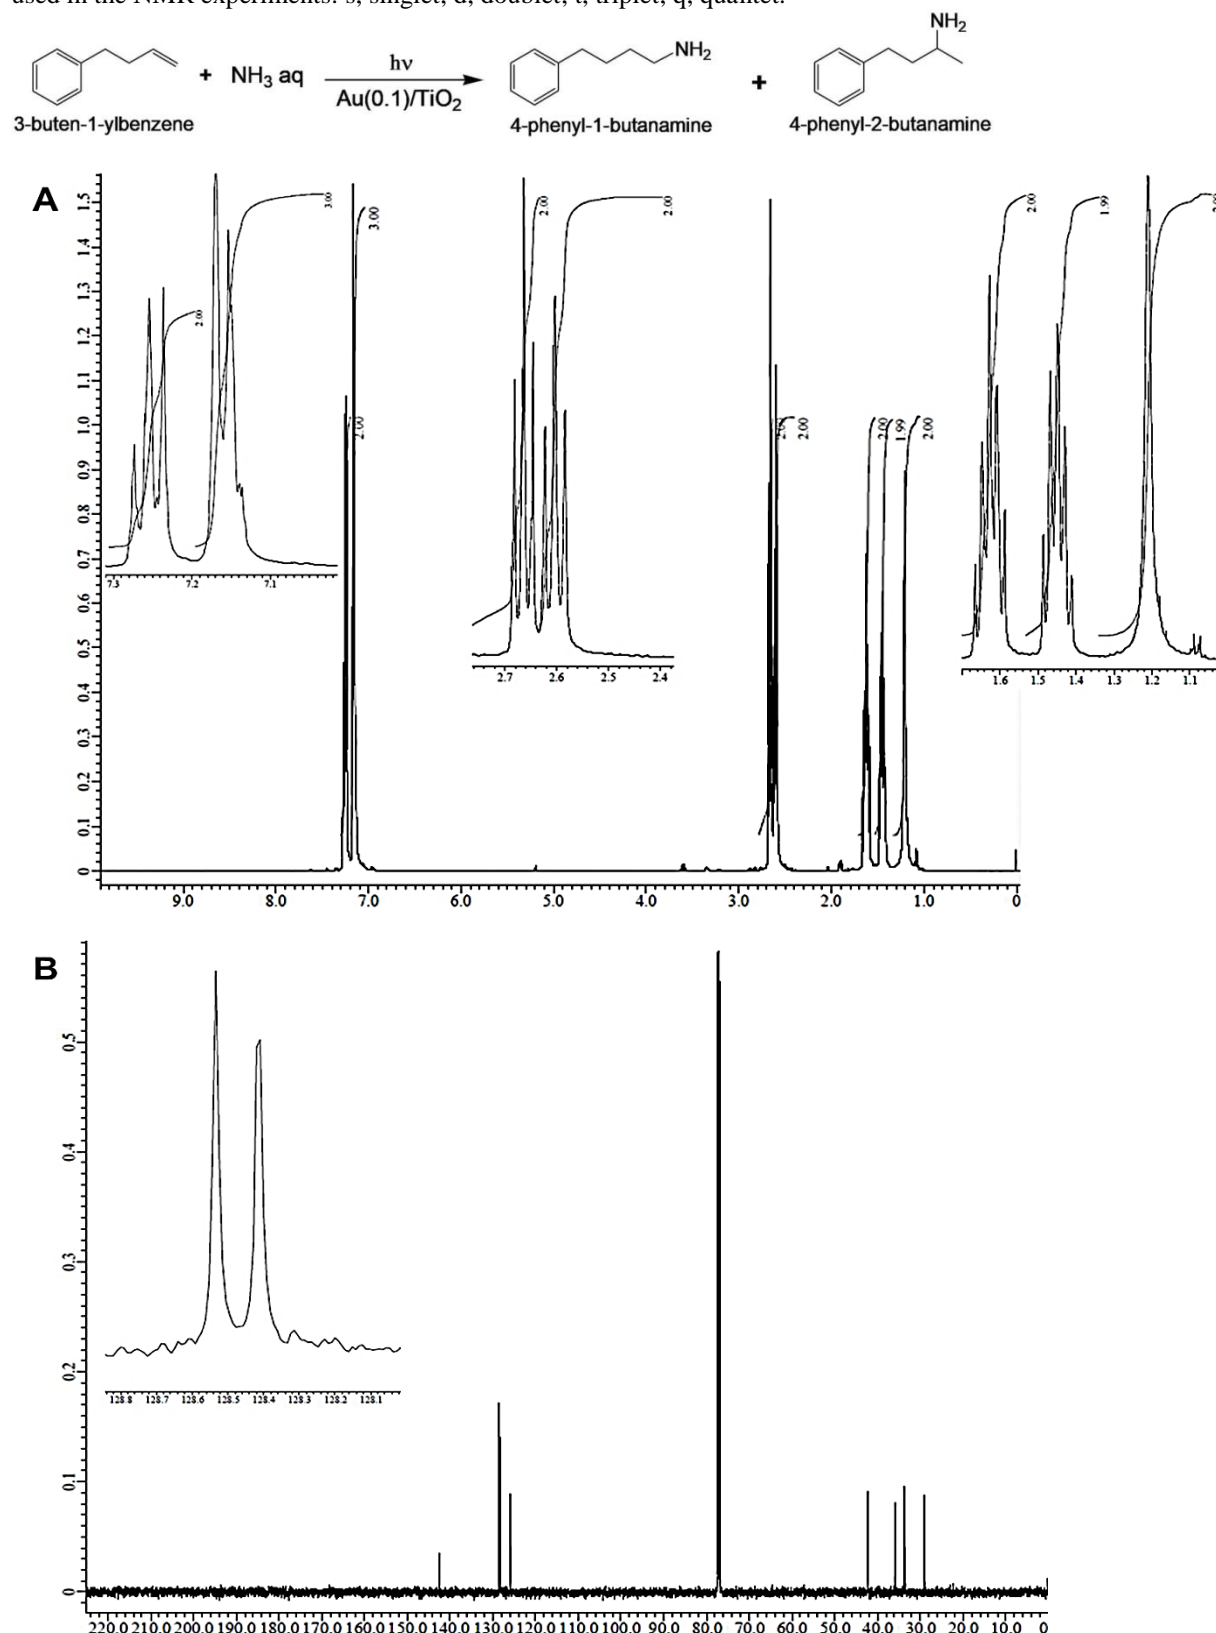 used in the NMR experiments: s, singlet; d, doublet; t, triplet; q, quartet.
NH₂
hν
NH₂
+ NH₃ aq
+
Au(0.1)/TiO₂
3-buten-1-ylbenzene
4-phenyl-1-butanamine
4-phenyl-2-butanamine
A
1.5
1.4
1.3
1.2
1.1
1.0
0.9
0.8
0.7
0.6
0.5
0.4
0.3
0.2
0.1
0
2.00
3.00
7.3 7.2 7.1
3.00
2.00
2.00
2.00
2.7 2.6 2.5 2.4
2.00
2.00 1.99 2.00
2.00
1.99
1.6 1.5 1.4 1.3 1.2 1.1
9.0 8.0 7.0 6.0 5.0 4.0 3.0 2.0 1.0 0
B
0.5
0.4
0.3
0.2
0.1
0
128.8 128.7 128.6 128.5 128.4 128.3 128.2 128.1
220.0 210.0 200.0 190.0 180.0 170.0 160.0 150.0 140.0 130.0 120.0 110.0 100.0 90.0 80.0 70.0 60.0 50.0 40.0 30.0 20.0 10.0 0